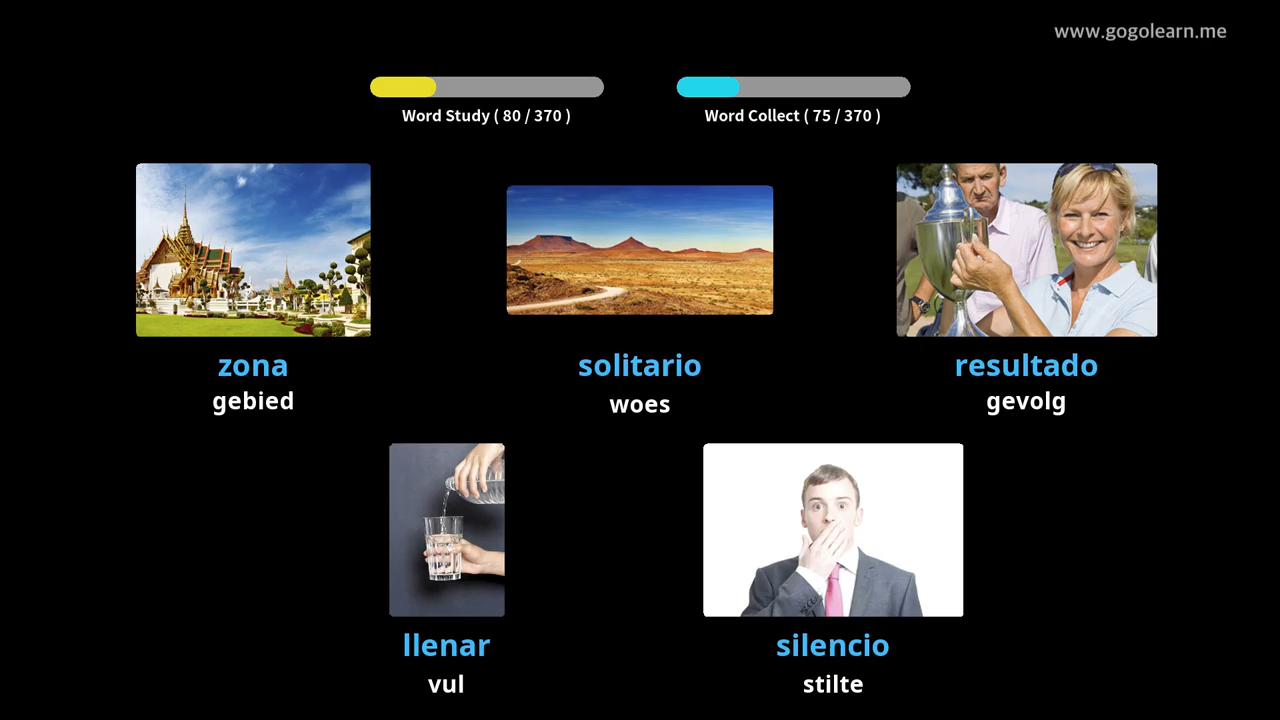 www.gogolearn.me
Word Study ( 80 / 370 )
Word Collect ( 75 / 370 )
zona
gebied
solitario
woes
resultado
gevolg
llenar
vul
silencio
stilte